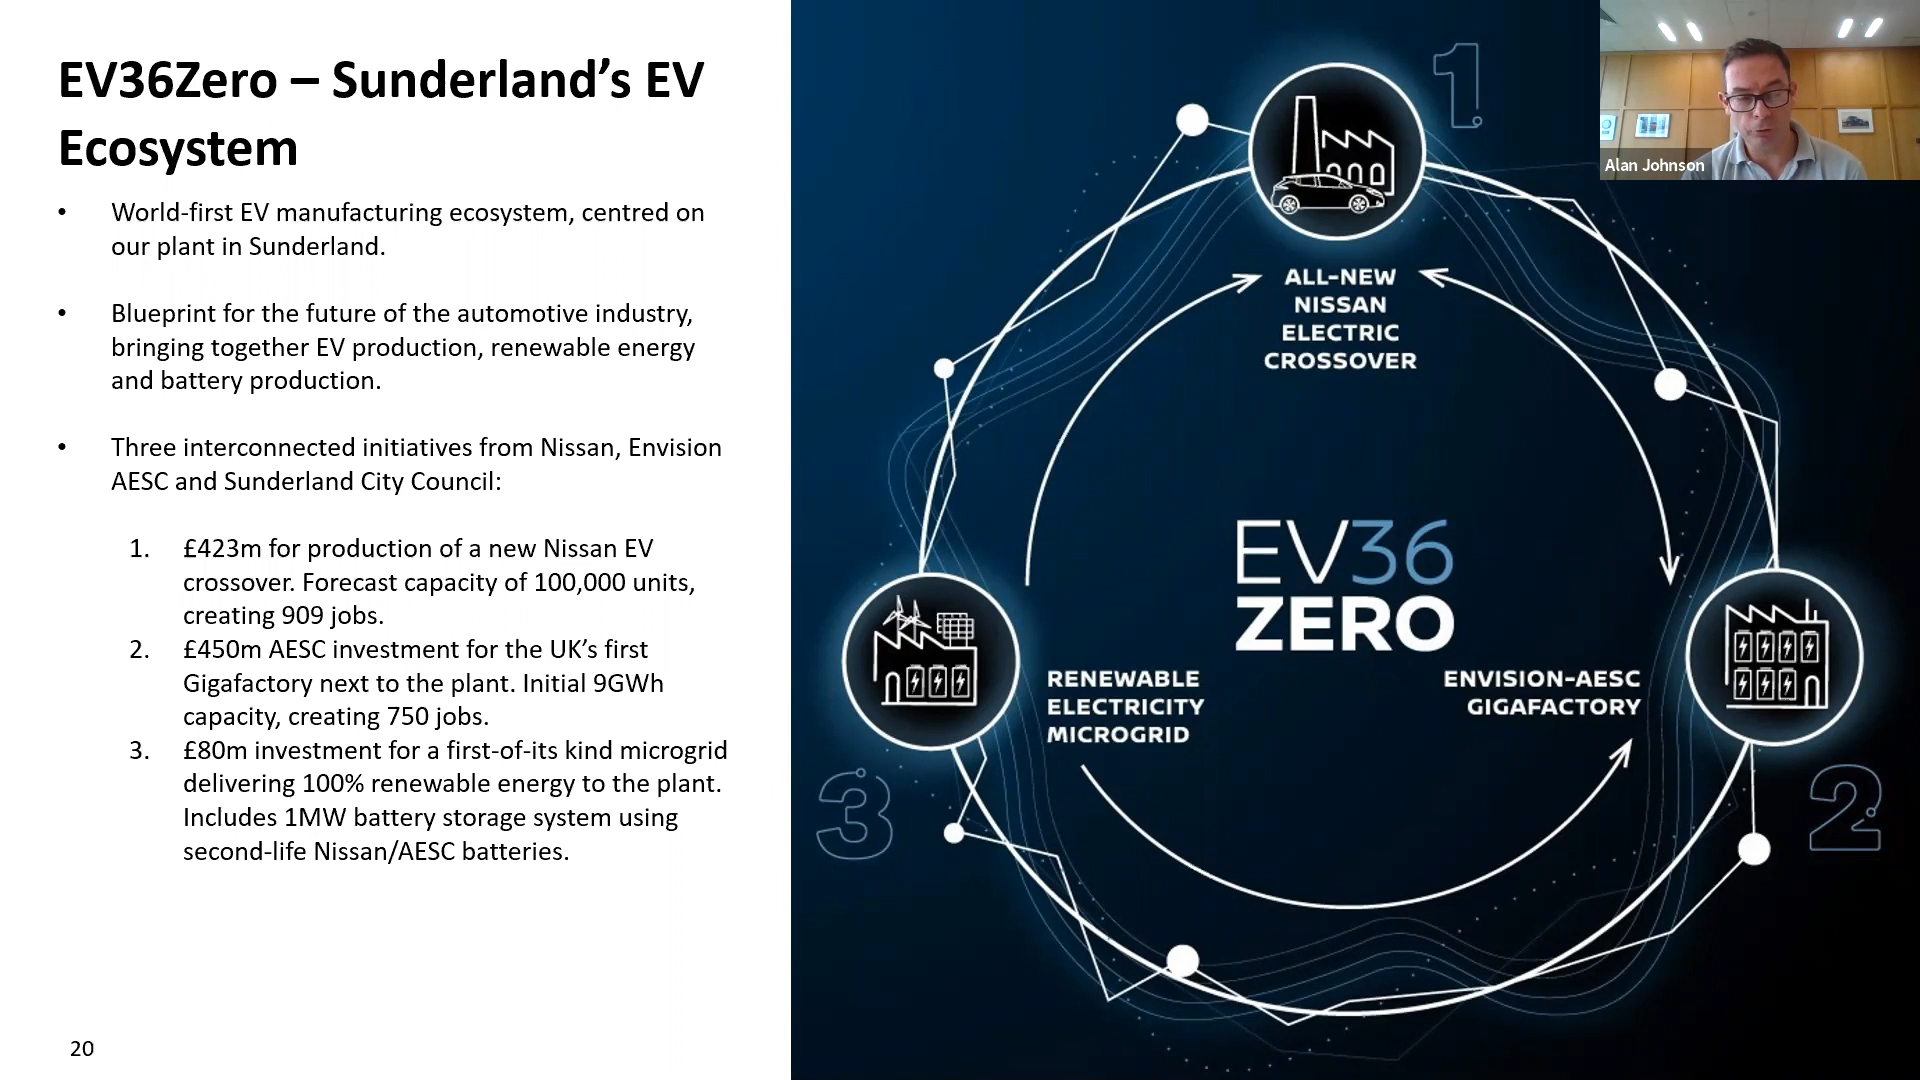 EV36Zero – Sunderland’s EV
Ecosystem
• World-first EV manufacturing ecosystem, centred on
our plant in Sunderland.
• Blueprint for the future of the automotive industry,
bringing together EV production, renewable energy
and battery production.
• Three interconnected initiatives from Nissan, Envision
AESC and Sunderland City Council:
1. £423m for production of a new Nissan EV
crossover. Forecast capacity of 100,000 units,
creating 909 jobs.
2. £450m AESC investment for the UK’s first
Gigafactory next to the plant. Initial 9GWh
capacity, creating 750 jobs.
3. £80m investment for a first-of-its kind microgrid
delivering 100% renewable energy to the plant.
Includes 1MW battery storage system using
second-life Nissan/AESC batteries.
20
1
ALL-NEW
NISSAN
ELECTRIC
CROSSOVER
EV36
ZERO
RENEWABLE
ELECTRICITY
MICROGRID
3
ENVISION-AESC
GIGAFACTORY
2
Alan Johnson